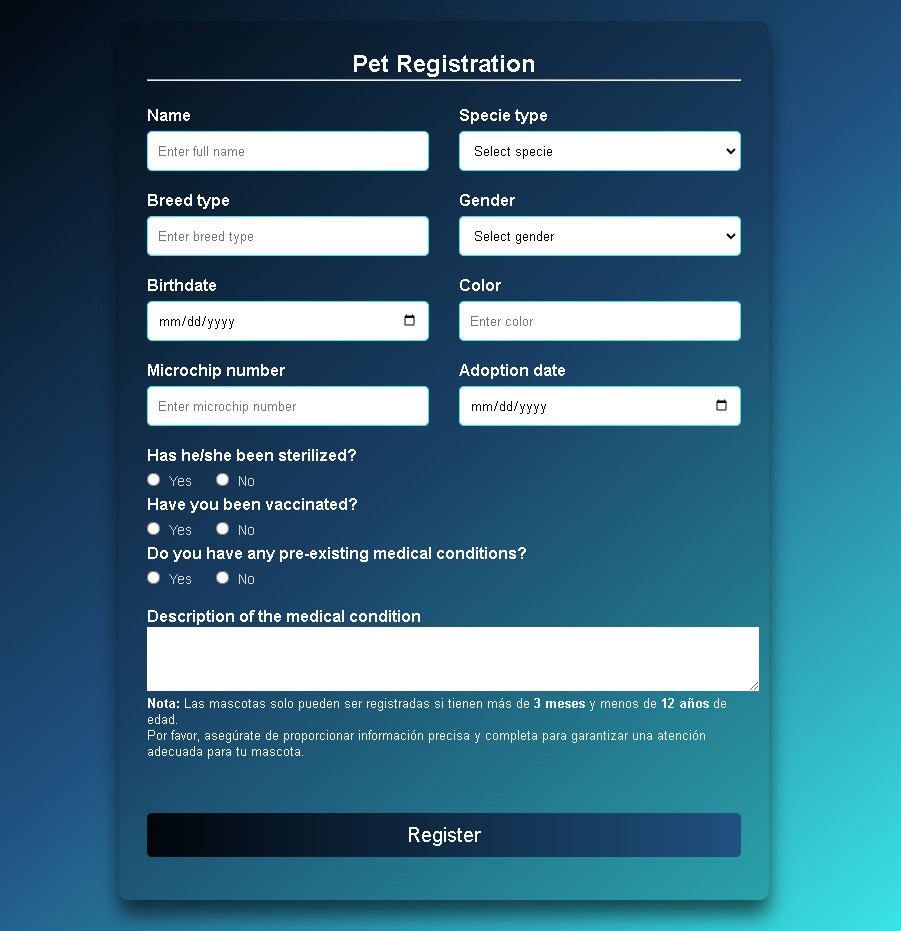 Pet Registration
Name Specie type
Enter full name Select specie
Breed type Gender
Enter breed type Select gender
Birthdate Color
mm/dd/yyyy Enter color
Microchip number Adoption date
Enter microchip number mm/dd/yyyy
Has he/she been sterilized?
Yes No
Have you been vaccinated?
Yes No
Do you have any pre-existing medical conditions?
Yes No
Description of the medical condition
Nota: Las mascotas solo pueden ser registradas si tienen más de 3 meses y menos de 12 años de
edad.
Por favor, asegúrate de proporcionar información precisa y completa para garantizar una atención
adecuada para tu mascota.
Register